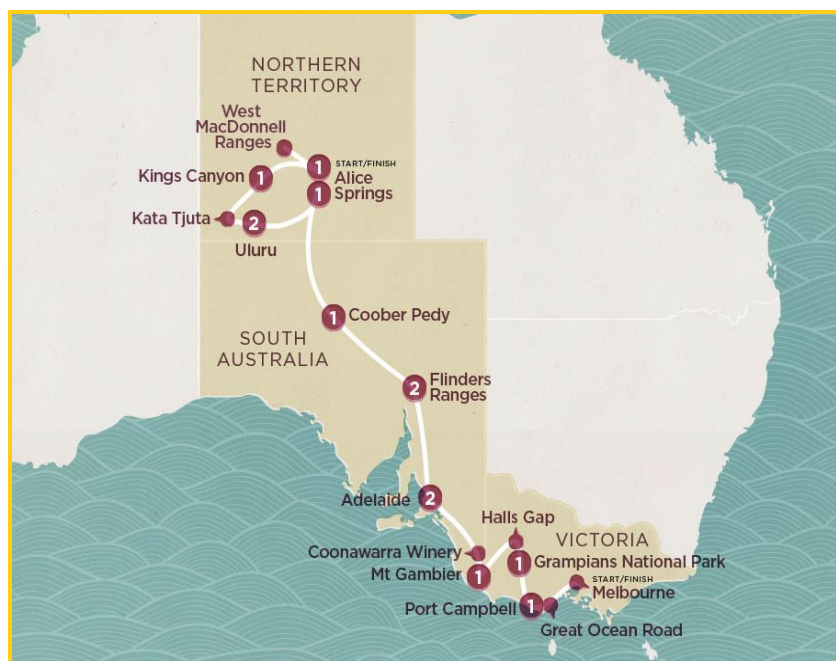 NORTHERN
TERRITORY
West
MacDonnell
Ranges
1
START/FINISH
Kings Canyon
1
Alice
1
Springs
Kata Tjuta
2
Uluru
1
Coober Pedy
SOUTH
AUSTRALIA
2
Flinders
Ranges
Adelaide
2
Halls Gap
VICTORIA
Coonawarra Winery
1
Grampians National Park
Mt Gambier
1
START/FINISH
Melbourne
Port Campbell
1
Great Ocean Road